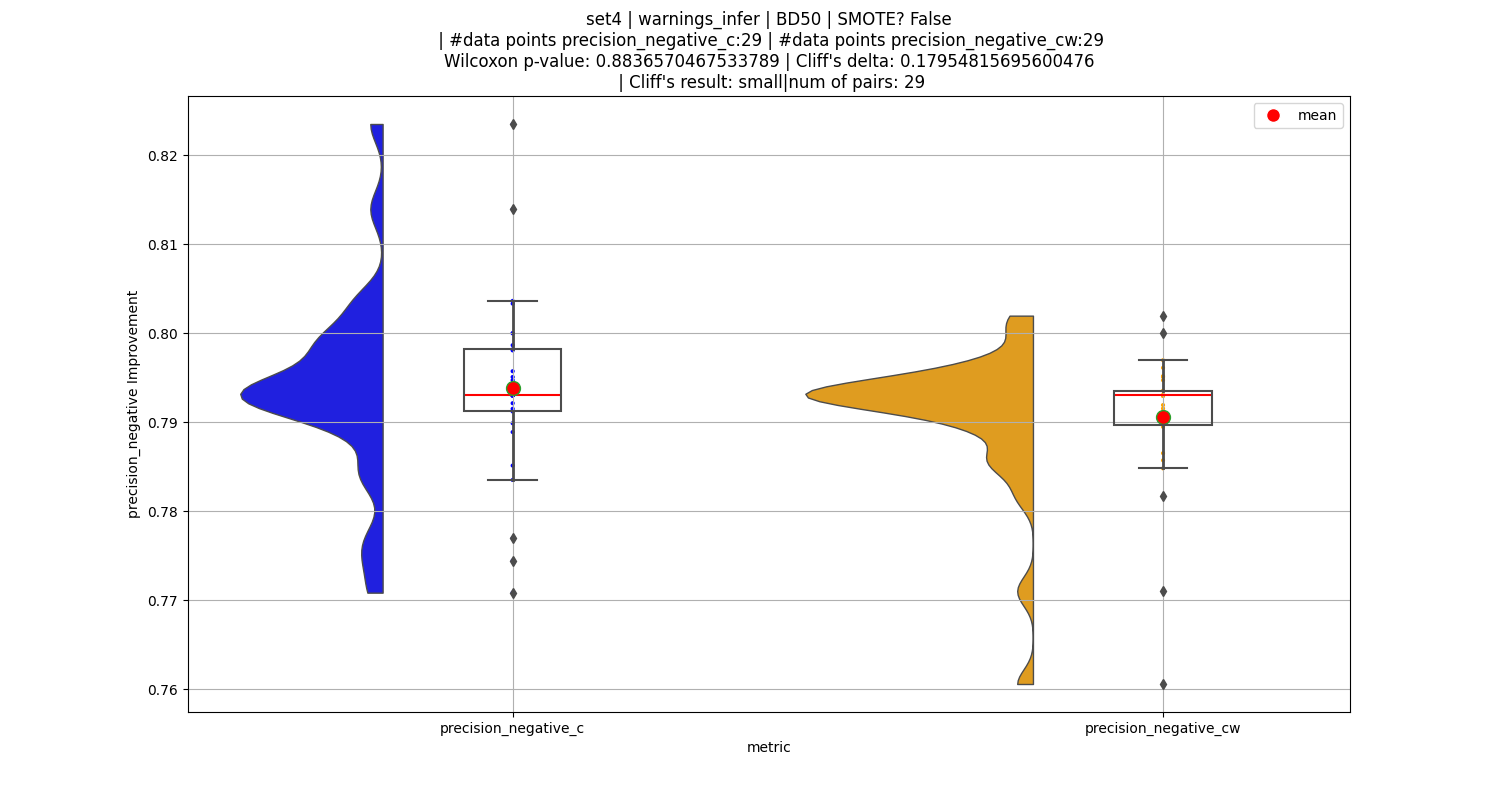 set4 | warnings_infer | BD50 | SMOTE? False
| #data points precision_negative_c:29 | #data points precision_negative_cw:29
Wilcoxon p-value: 0.8836570467533789 | Cliff's delta: 0.17954815695600476
| Cliff's result: small|num of pairs: 29
mean
0.82
0.81
0.80
0.79
0.78
0.77
0.76
precision_negative Improvement
precision_negative_c
precision_negative_cw
metric